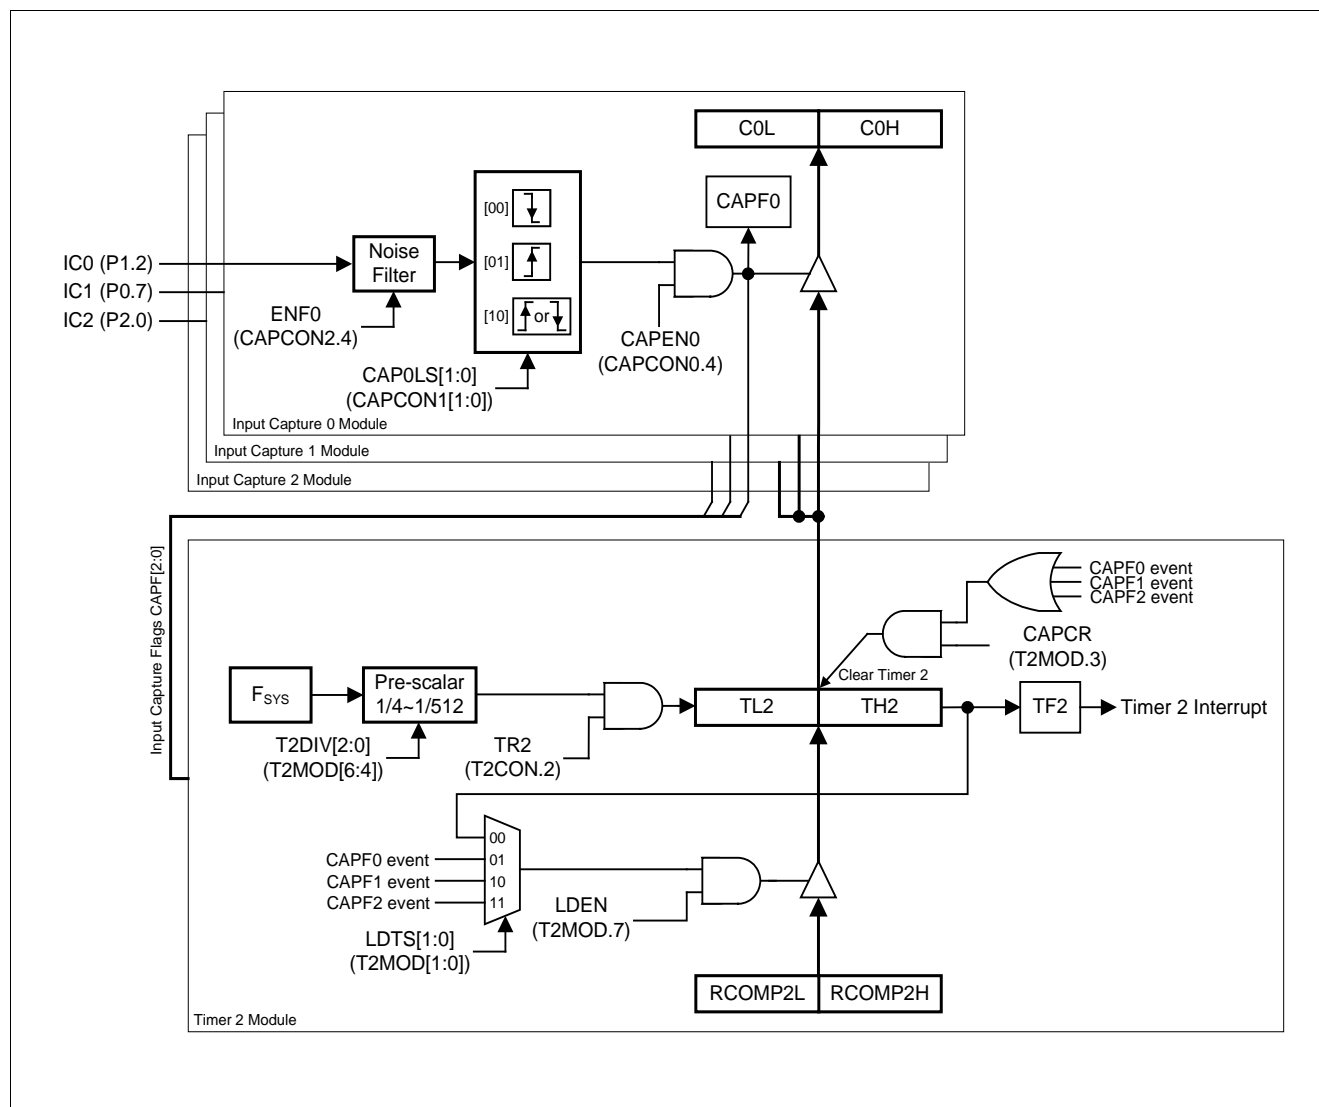 C0L
C0H
CAPF0
[00]
[01]
[10]
or
Noise
Filter
IC0 (P1.2)
IC1 (P0.7)
IC2 (P2.0)
ENF0
(CAPCON2.4)
CAPEN0
(CAPCON0.4)
CAP0LS[1:0]
(CAPCON1[1:0])
Input Capture 0 Module
Input Capture 1 Module
Input Capture 2 Module
Input Capture Flags CAPF[2:0]
CAPF0 event
CAPF1 event
CAPF2 event
CAPCR
(T2MOD.3)
Clear Timer 2
FSYS
Pre-scalar
1/4~1/512
TL2
TH2
TF2
Timer 2 Interrupt
T2DIV[2:0]
(T2MOD[6:4])
TR2
(T2CON.2)
00
CAPF0 event
01
CAPF1 event
10
CAPF2 event
11
LDEN
(T2MOD.7)
LDTS[1:0]
(T2MOD[1:0])
RCOMP2L
RCOMP2H
Timer 2 Module